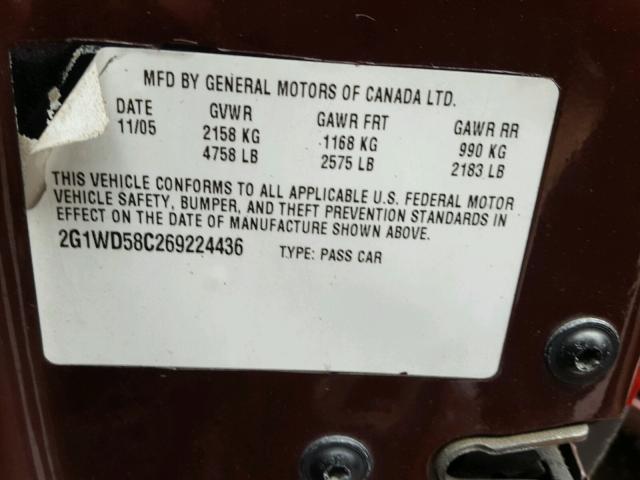 MFD BY GENERAL MOTORS OF CANADA LTD.
DATE GVWR GAWR FRT GAWR RR
11/05 2158 KG 1168 KG 990 KG
4758 LB 2575 LB 2183 LB
THIS VEHICLE CONFORMS TO ALL APPLICABLE U.S. FEDERAL MOTOR
VEHICLE SAFETY, BUMPER, AND THEFT PREVENTION STANDARDS IN
EFFECT ON THE DATE OF MANUFACTURE SHOWN ABOVE.
2G1WD58C269224436 TYPE: PASS CAR